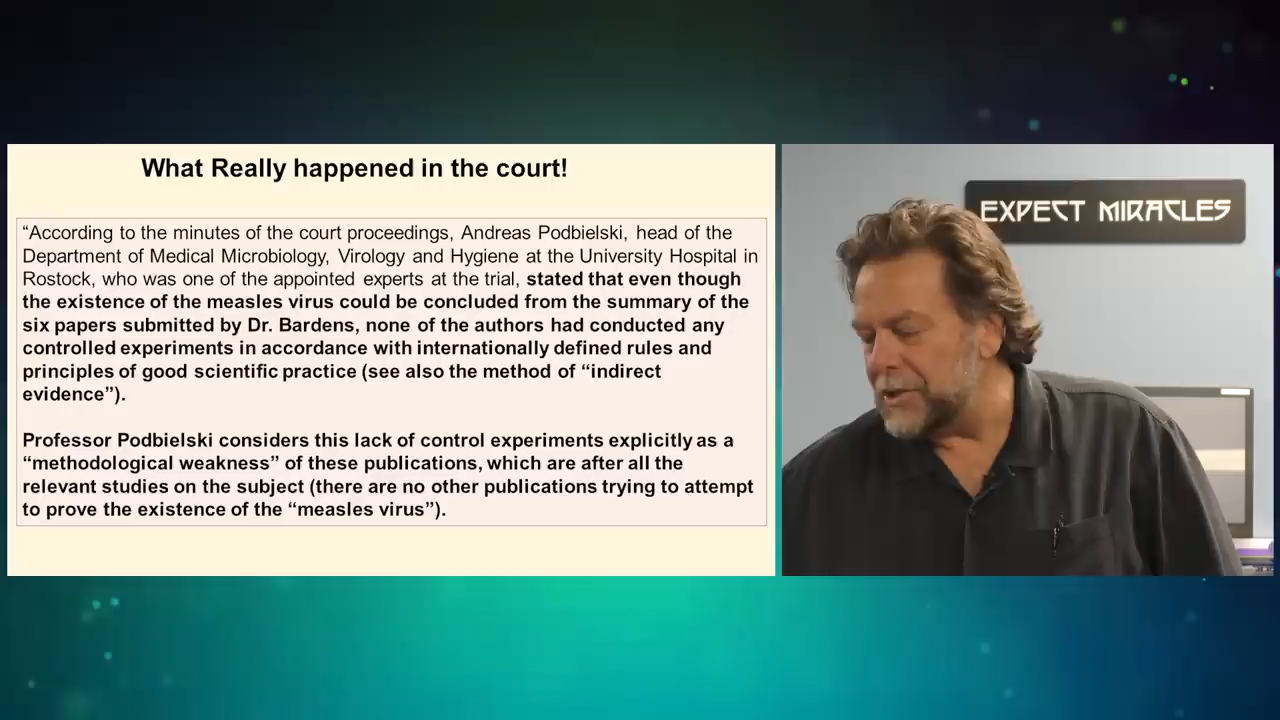 What Really happened in the court!
“According to the minutes of the court proceedings, Andreas Podbielski, head of the
Department of Medical Microbiology, Virology and Hygiene at the University Hospital in
Rostock, who was one of the appointed experts at the trial, stated that even though
the existence of the measles virus could be concluded from the summary of the
six papers submitted by Dr. Bardens, none of the authors had conducted any
controlled experiments in accordance with internationally defined rules and
principles of good scientific practice (see also the method of “indirect
evidence”).
Professor Podbielski considers this lack of control experiments explicitly as a
“methodological weakness” of these publications, which are after all the
relevant studies on the subject (there are no other publications trying to attempt
to prove the existence of the “measles virus”).
EXPECT MIRACLES